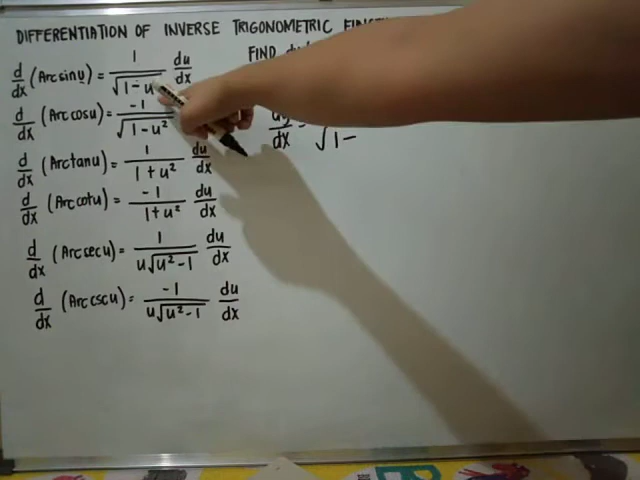 DIFFERENTIATION OF INVERSE TRIGONOMETRIC
d/dx (Arcsinu) = 1/√1-u du/dx
d/dx (Arccosu) = -1/√1-u²
d/dx (Arctanu) = 1/1+u² du/dx
d/dx (Arccotu) = -1/1+u² du/dx
d/dx (Arcsecu) = 1/u√u²-1 du/dx
d/dx (Arccscu) = -1/u√u²-1 du/dx
FIND
dy/dx = √1-